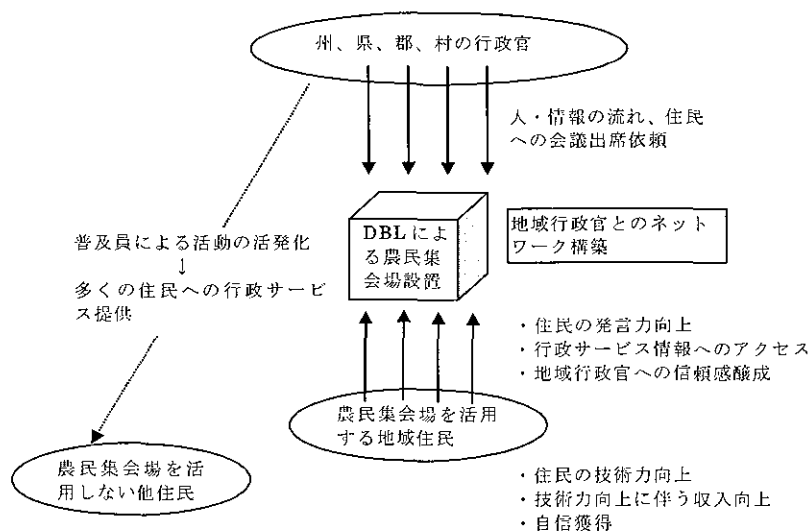 州、県、郡、村の行政官
人・情報の流れ、住民
への会議出席依頼
DBLによ
る農民集
会場設置
地域行政官とのネット
ワーク構築
普及員による活動の活発化
↓
多くの住民への行政サービ
ス提供
・住民の発言力向上
・行政サービス情報へのアクセス
・地域行政官への信頼感醸成
農民集会場を活用
する地域住民
農民集会場を活
用しない他住民
・住民の技術力向上
・技術力向上に伴う収入向上
・自信獲得